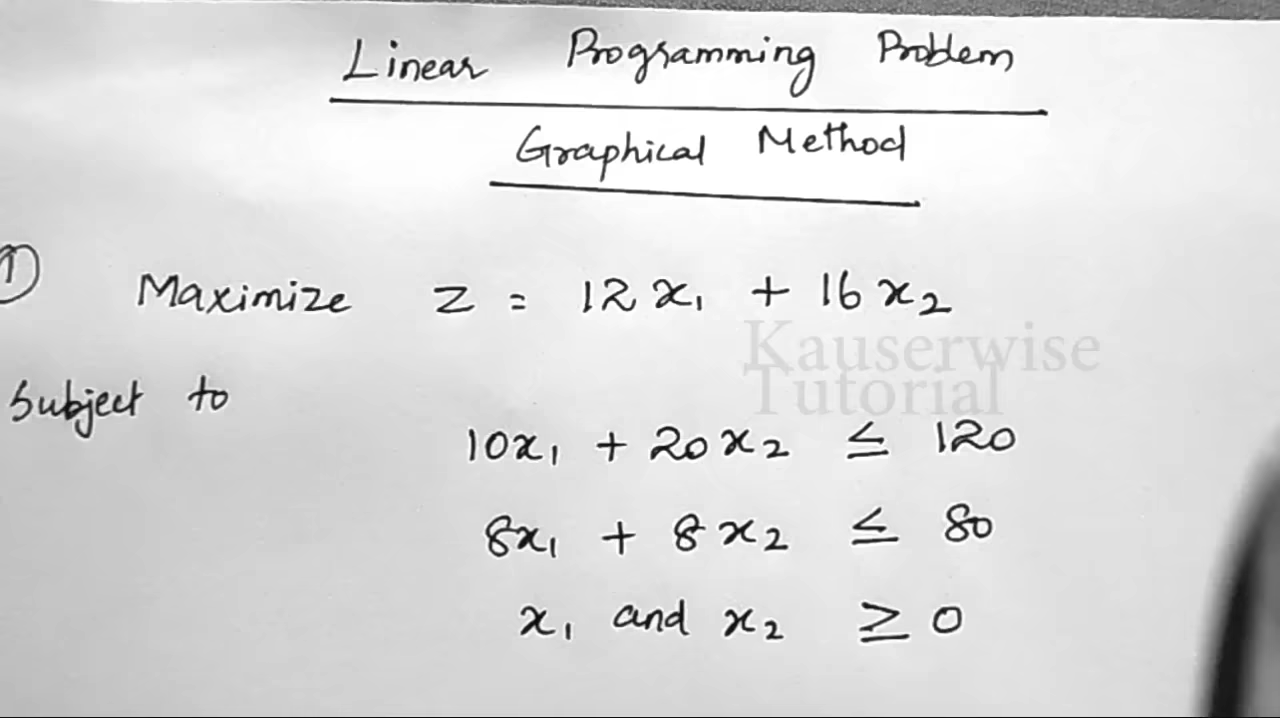 Linear Programming Problem
Graphical Method
① Maximize z = 12x₁ + 16x₂
Kauserwise
Tutorial
Subject to
10x₁ + 20x₂ ≤ 120
8x₁ + 8x₂ ≤ 80
x₁ and x₂ ≥ 0